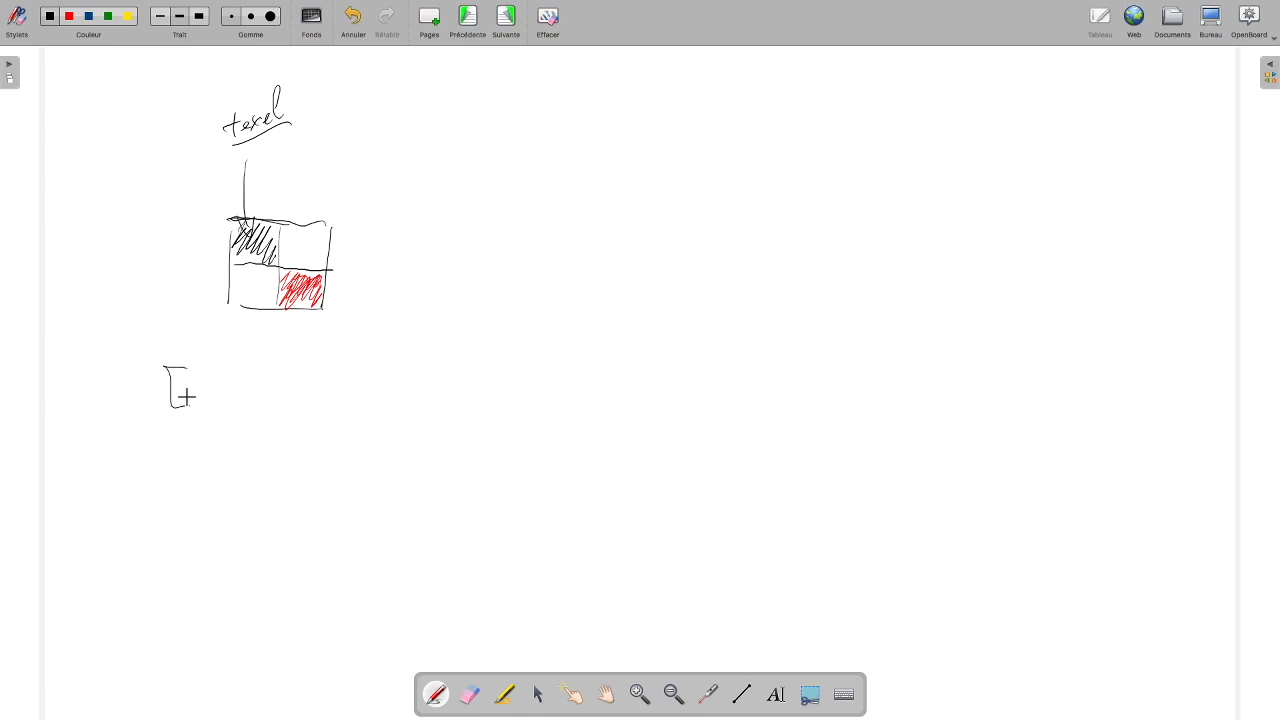 Stylets
Couleur
Trait
Gomme
Fonds
Annuler
Rétablir
Pages
Précédente
Suivante
Effacer
Tableau
Web
Documents
Bureau
OpenBoard
texel